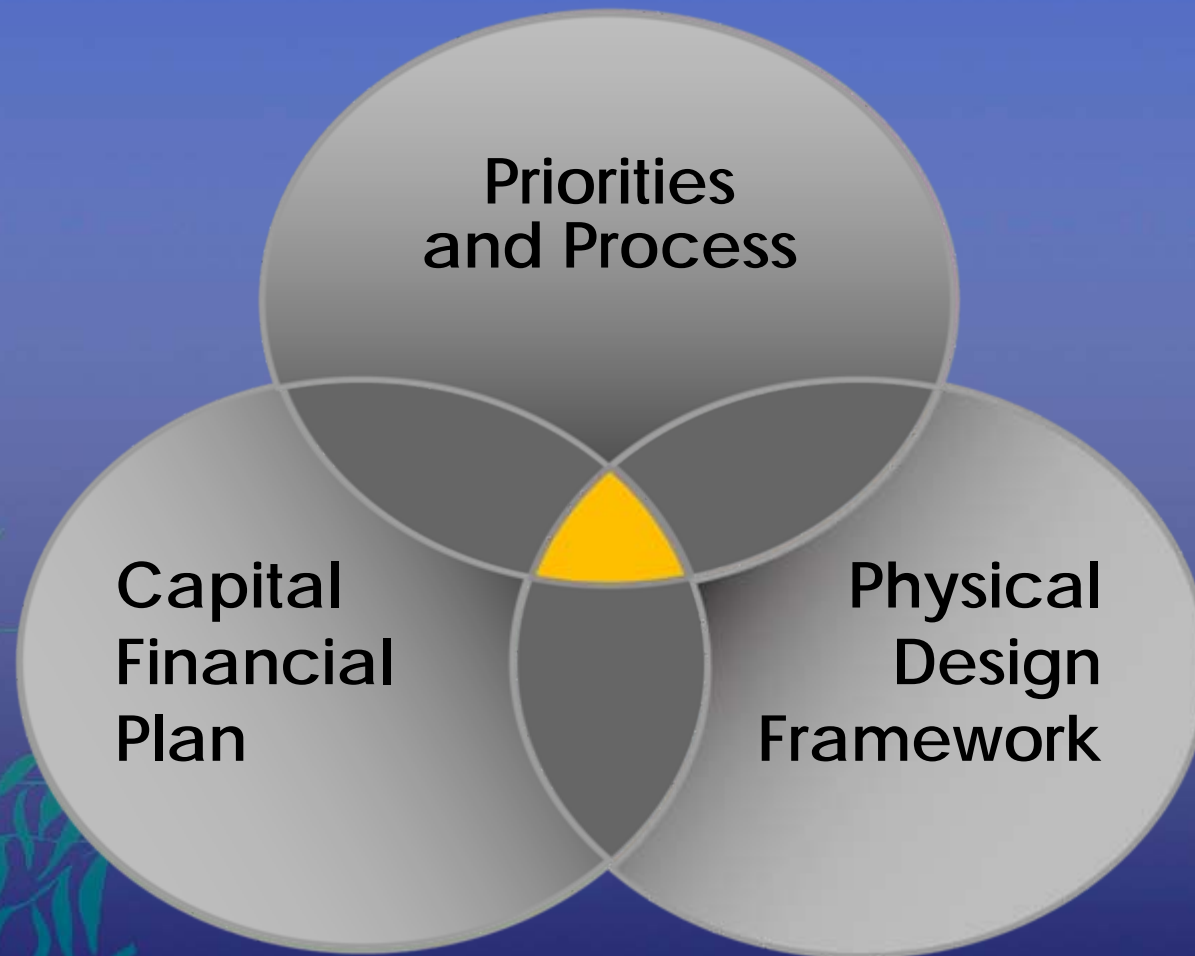 Priorities
and Process
Capital
Financial
Plan
Physical
Design
Framework